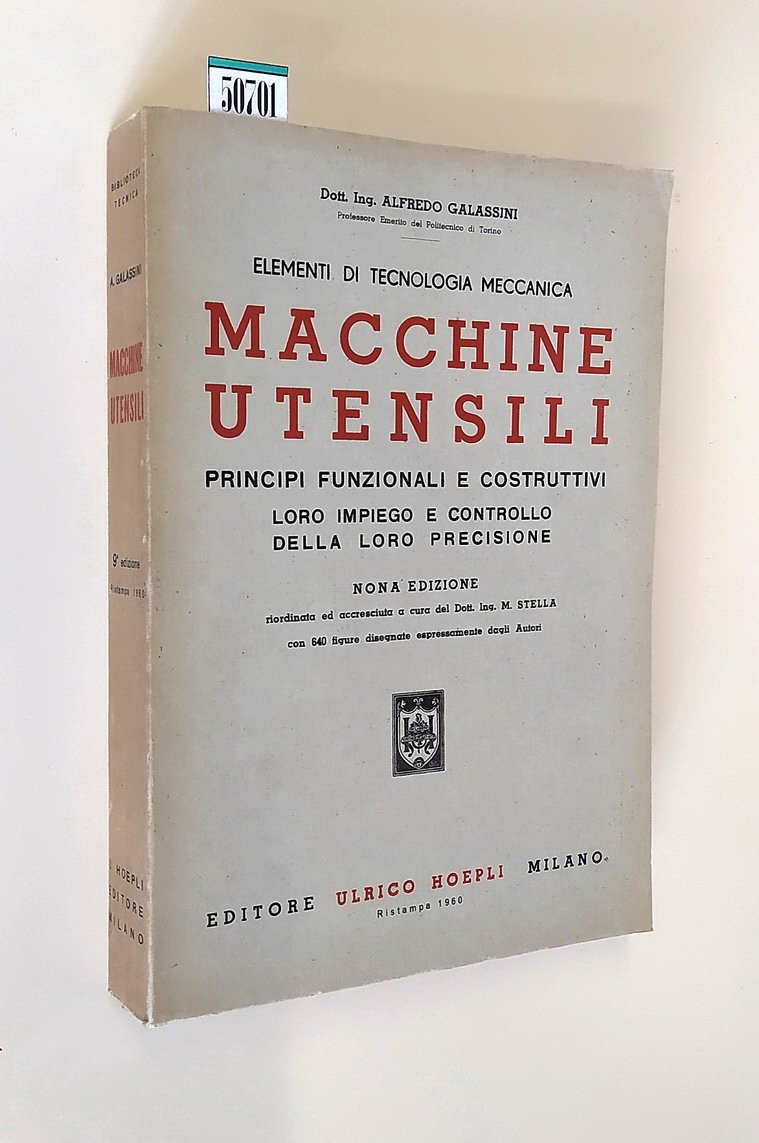 50701
BIBLIOTECA
TECNICA
A. GALASSINI
MACCHINE
UTENSILI
9ª edizione
Ristampa 1960
HOEPLI
EDITORE
MILANO
Dott. Ing. ALFREDO GALASSINI
Professore Emerito del Politecnico di Torino
ELEMENTI DI TECNOLOGIA MECCANICA
MACCHINE
UTENSILI
PRINCIPI FUNZIONALI E COSTRUTTIVI
LORO IMPIEGO E CONTROLLO
DELLA LORO PRECISIONE
NONA EDIZIONE
riordinata ed accresciuta a cura del Dott. Ing. M. STELLA
con 640 figure disegnate espressamente dagli Autori
EDITORE ULRICO HOEPLI MILANO
Ristampa 1960